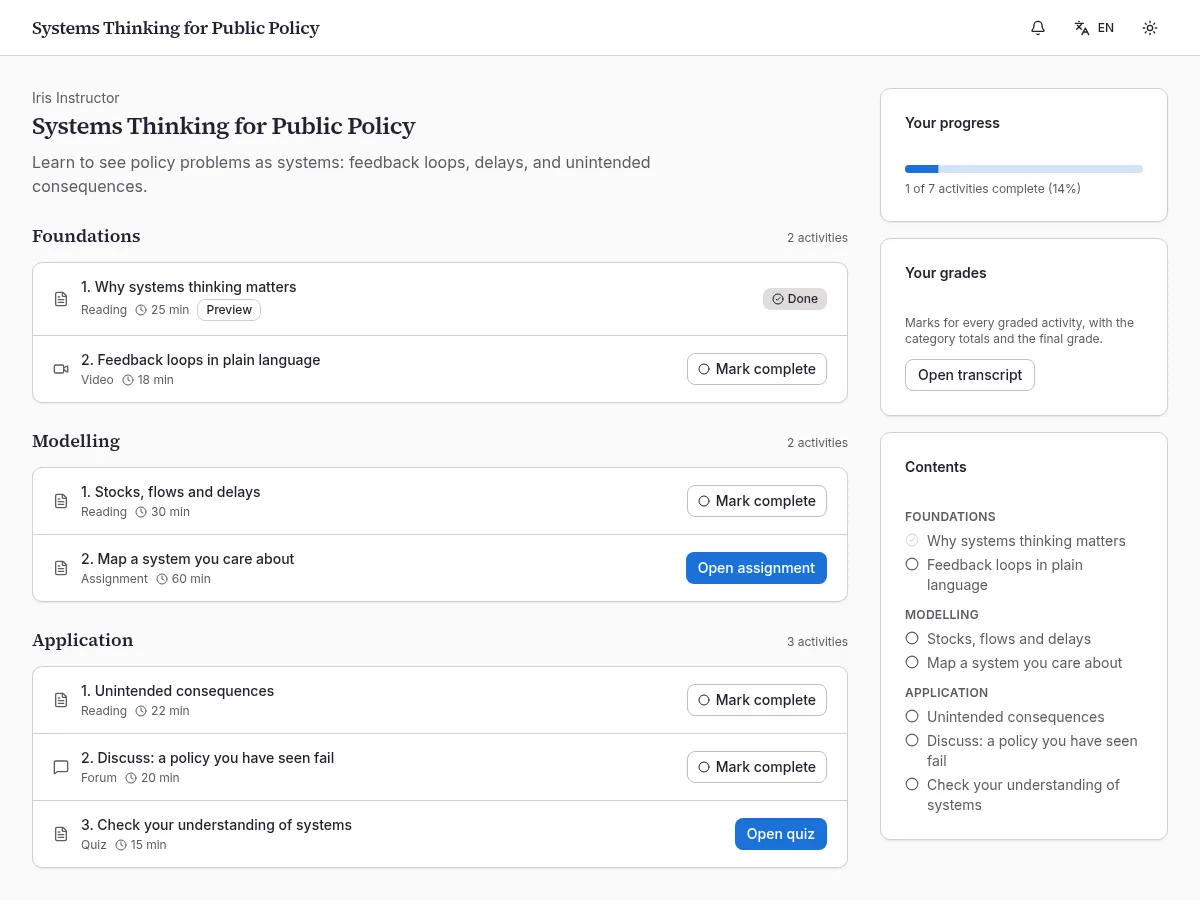 Systems Thinking for Public Policy
EN
Iris Instructor
Systems Thinking for Public Policy
Learn to see policy problems as systems: feedback loops, delays, and unintended
consequences.
Foundations
2 activities
1. Why systems thinking matters
Reading 25 min Preview
Done
2. Feedback loops in plain language
Video 18 min
Mark complete
Modelling
2 activities
1. Stocks, flows and delays
Reading 30 min
Mark complete
2. Map a system you care about
Assignment 60 min
Open assignment
Application
3 activities
1. Unintended consequences
Reading 22 min
Mark complete
2. Discuss: a policy you have seen fail
Forum 20 min
Mark complete
3. Check your understanding of systems
Quiz 15 min
Open quiz
Your progress
1 of 7 activities complete (14%)
Your grades
Marks for every graded activity, with the
category totals and the final grade.
Open transcript
Contents
FOUNDATIONS
Why systems thinking matters
Feedback loops in plain
language
MODELLING
Stocks, flows and delays
Map a system you care about
APPLICATION
Unintended consequences
Discuss: a policy you have seen
fail
Check your understanding of
systems